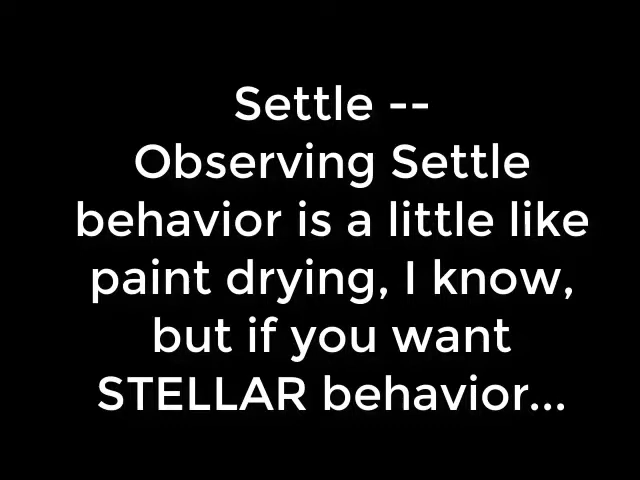 Settle --
Observing Settle
behavior is a little like
paint drying, I know,
but if you want
STELLAR behavior...